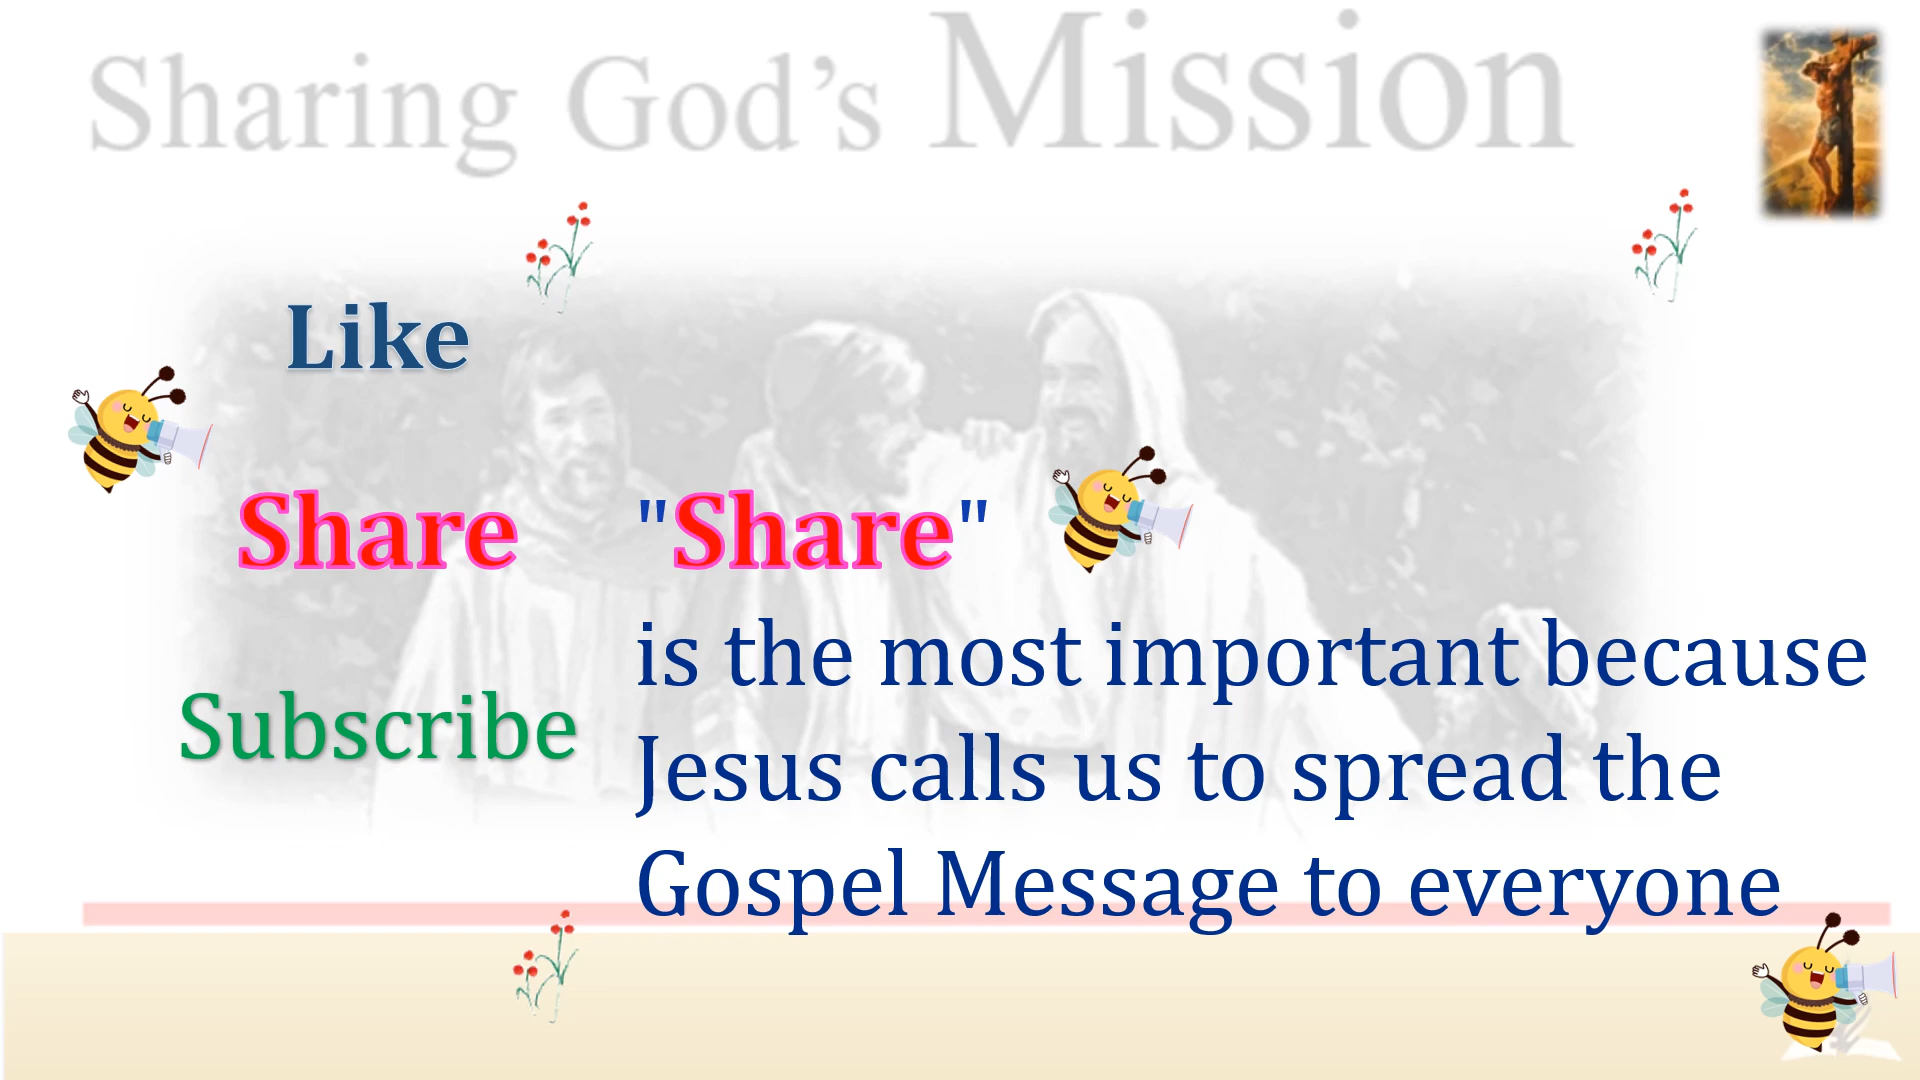 Sharing God’s Mission
Like
Share
Subscribe
"Share"
is the most important because
Jesus calls us to spread the
Gospel Message to everyone